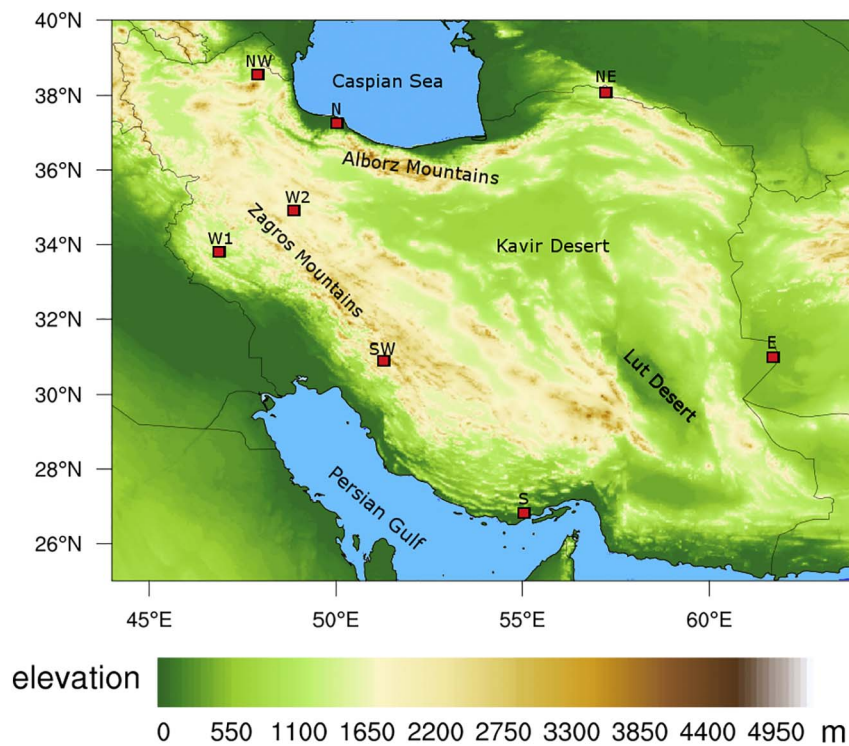 40°N
NW
NE
Caspian Sea
38°N
N
36°N
Alborz Mountains
W2
34°N
W1
Zagros Mountains
Kavir Desert
32°N
SW
E
Lut Desert
30°N
28°N
Persian Gulf
S
26°N
45°E 50°E 55°E 60°E
elevation
0 550 1100 1650 2200 2750 3300 3850 4400 4950 m